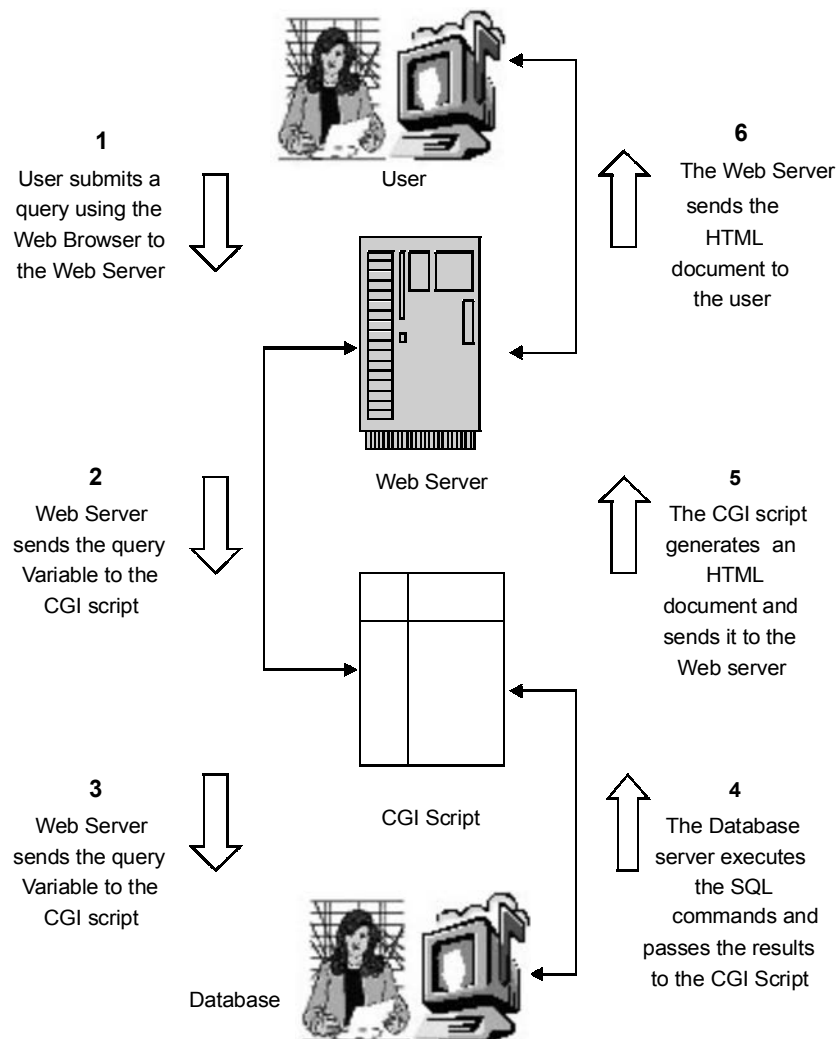 User
1
User submits a
query using the
Web Browser to
the Web Server
6
The Web Server
sends the
HTML
document to
the user
Web Server
2
Web Server
sends the query
Variable to the
CGI script
5
The CGI script
generates an
HTML
document and
sends it to the
Web server
CGI Script
3
Web Server
sends the query
Variable to the
CGI script
4
The Database
server executes
the SQL
commands and
passes the results
to the CGI Script
Database